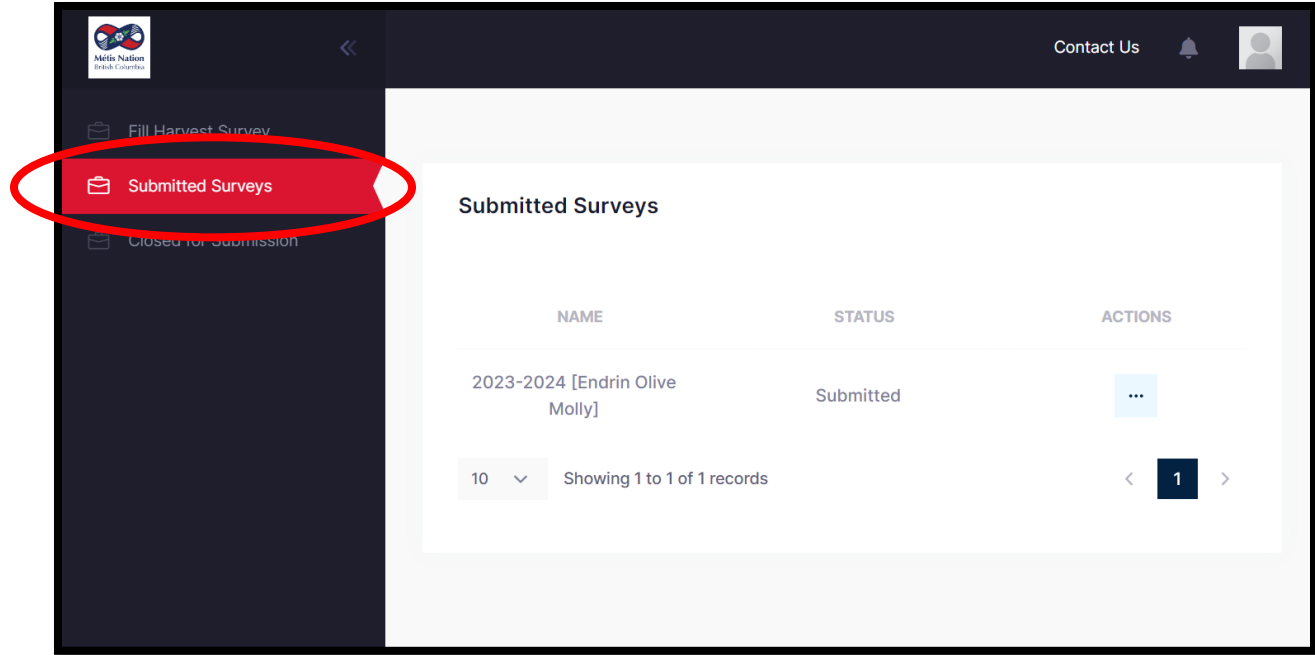 Métis Nation
British Columbia
Contact Us
Fill Harvest Survey
Submitted Surveys
Closed for Submission
Submitted Surveys
NAME STATUS ACTIONS
2023-2024 [Endrin Olive
Molly]
Submitted
...
10 Showing 1 to 1 of 1 records
1